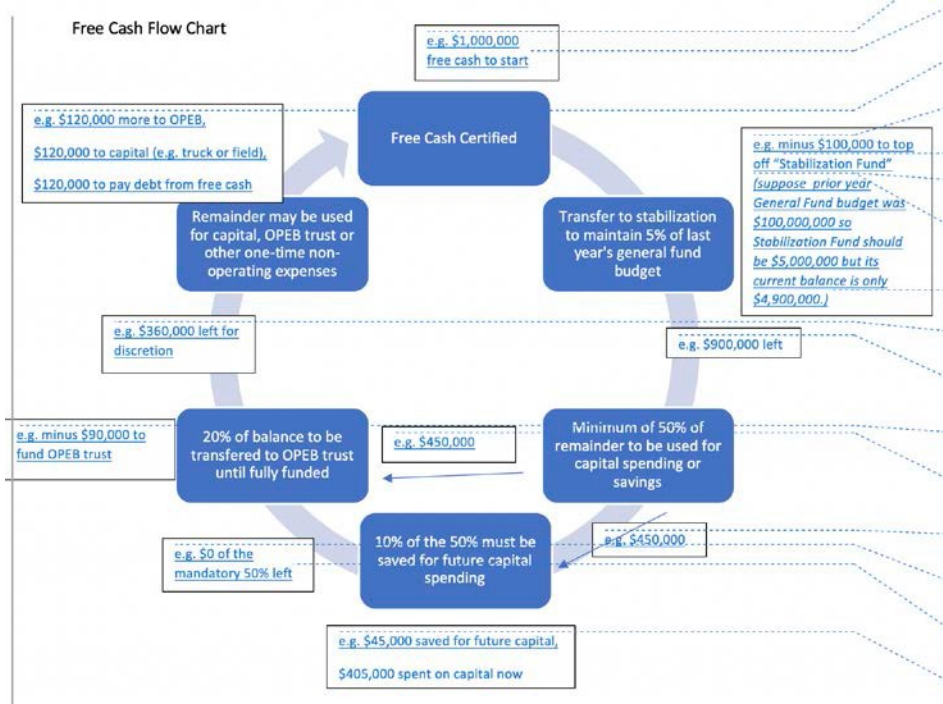 Free Cash Flow Chart
e.g. $1,000,000
free cash to start
Free Cash Certified
e.g. minus $100,000 to top
off “Stabilization Fund”
(suppose prior year
General Fund budget was
$100,000,000 so
Stabilization Fund should
be $5,000,000 but its
current balance is only
$4,900,000.)
Transfer to stabilization
to maintain 5% of last
year's general fund
budget
e.g. $900,000 left
Minimum of 50% of
remainder to be used for
capital spending or
savings
e.g. $450,000
10% of the 50% must be
saved for future capital
spending
e.g. $45,000 saved for future capital,
$405,000 spent on capital now
e.g. $0 of the
mandatory 50% left
e.g. $450,000
20% of balance to be
transfered to OPEB trust
until fully funded
e.g. minus $90,000 to
fund OPEB trust
e.g. $360,000 left for
discretion
Remainder may be used
for capital, OPEB trust or
other one-time non-
operating expenses
e.g. $120,000 more to OPEB,
$120,000 to capital (e.g. truck or field),
$120,000 to pay debt from free cash